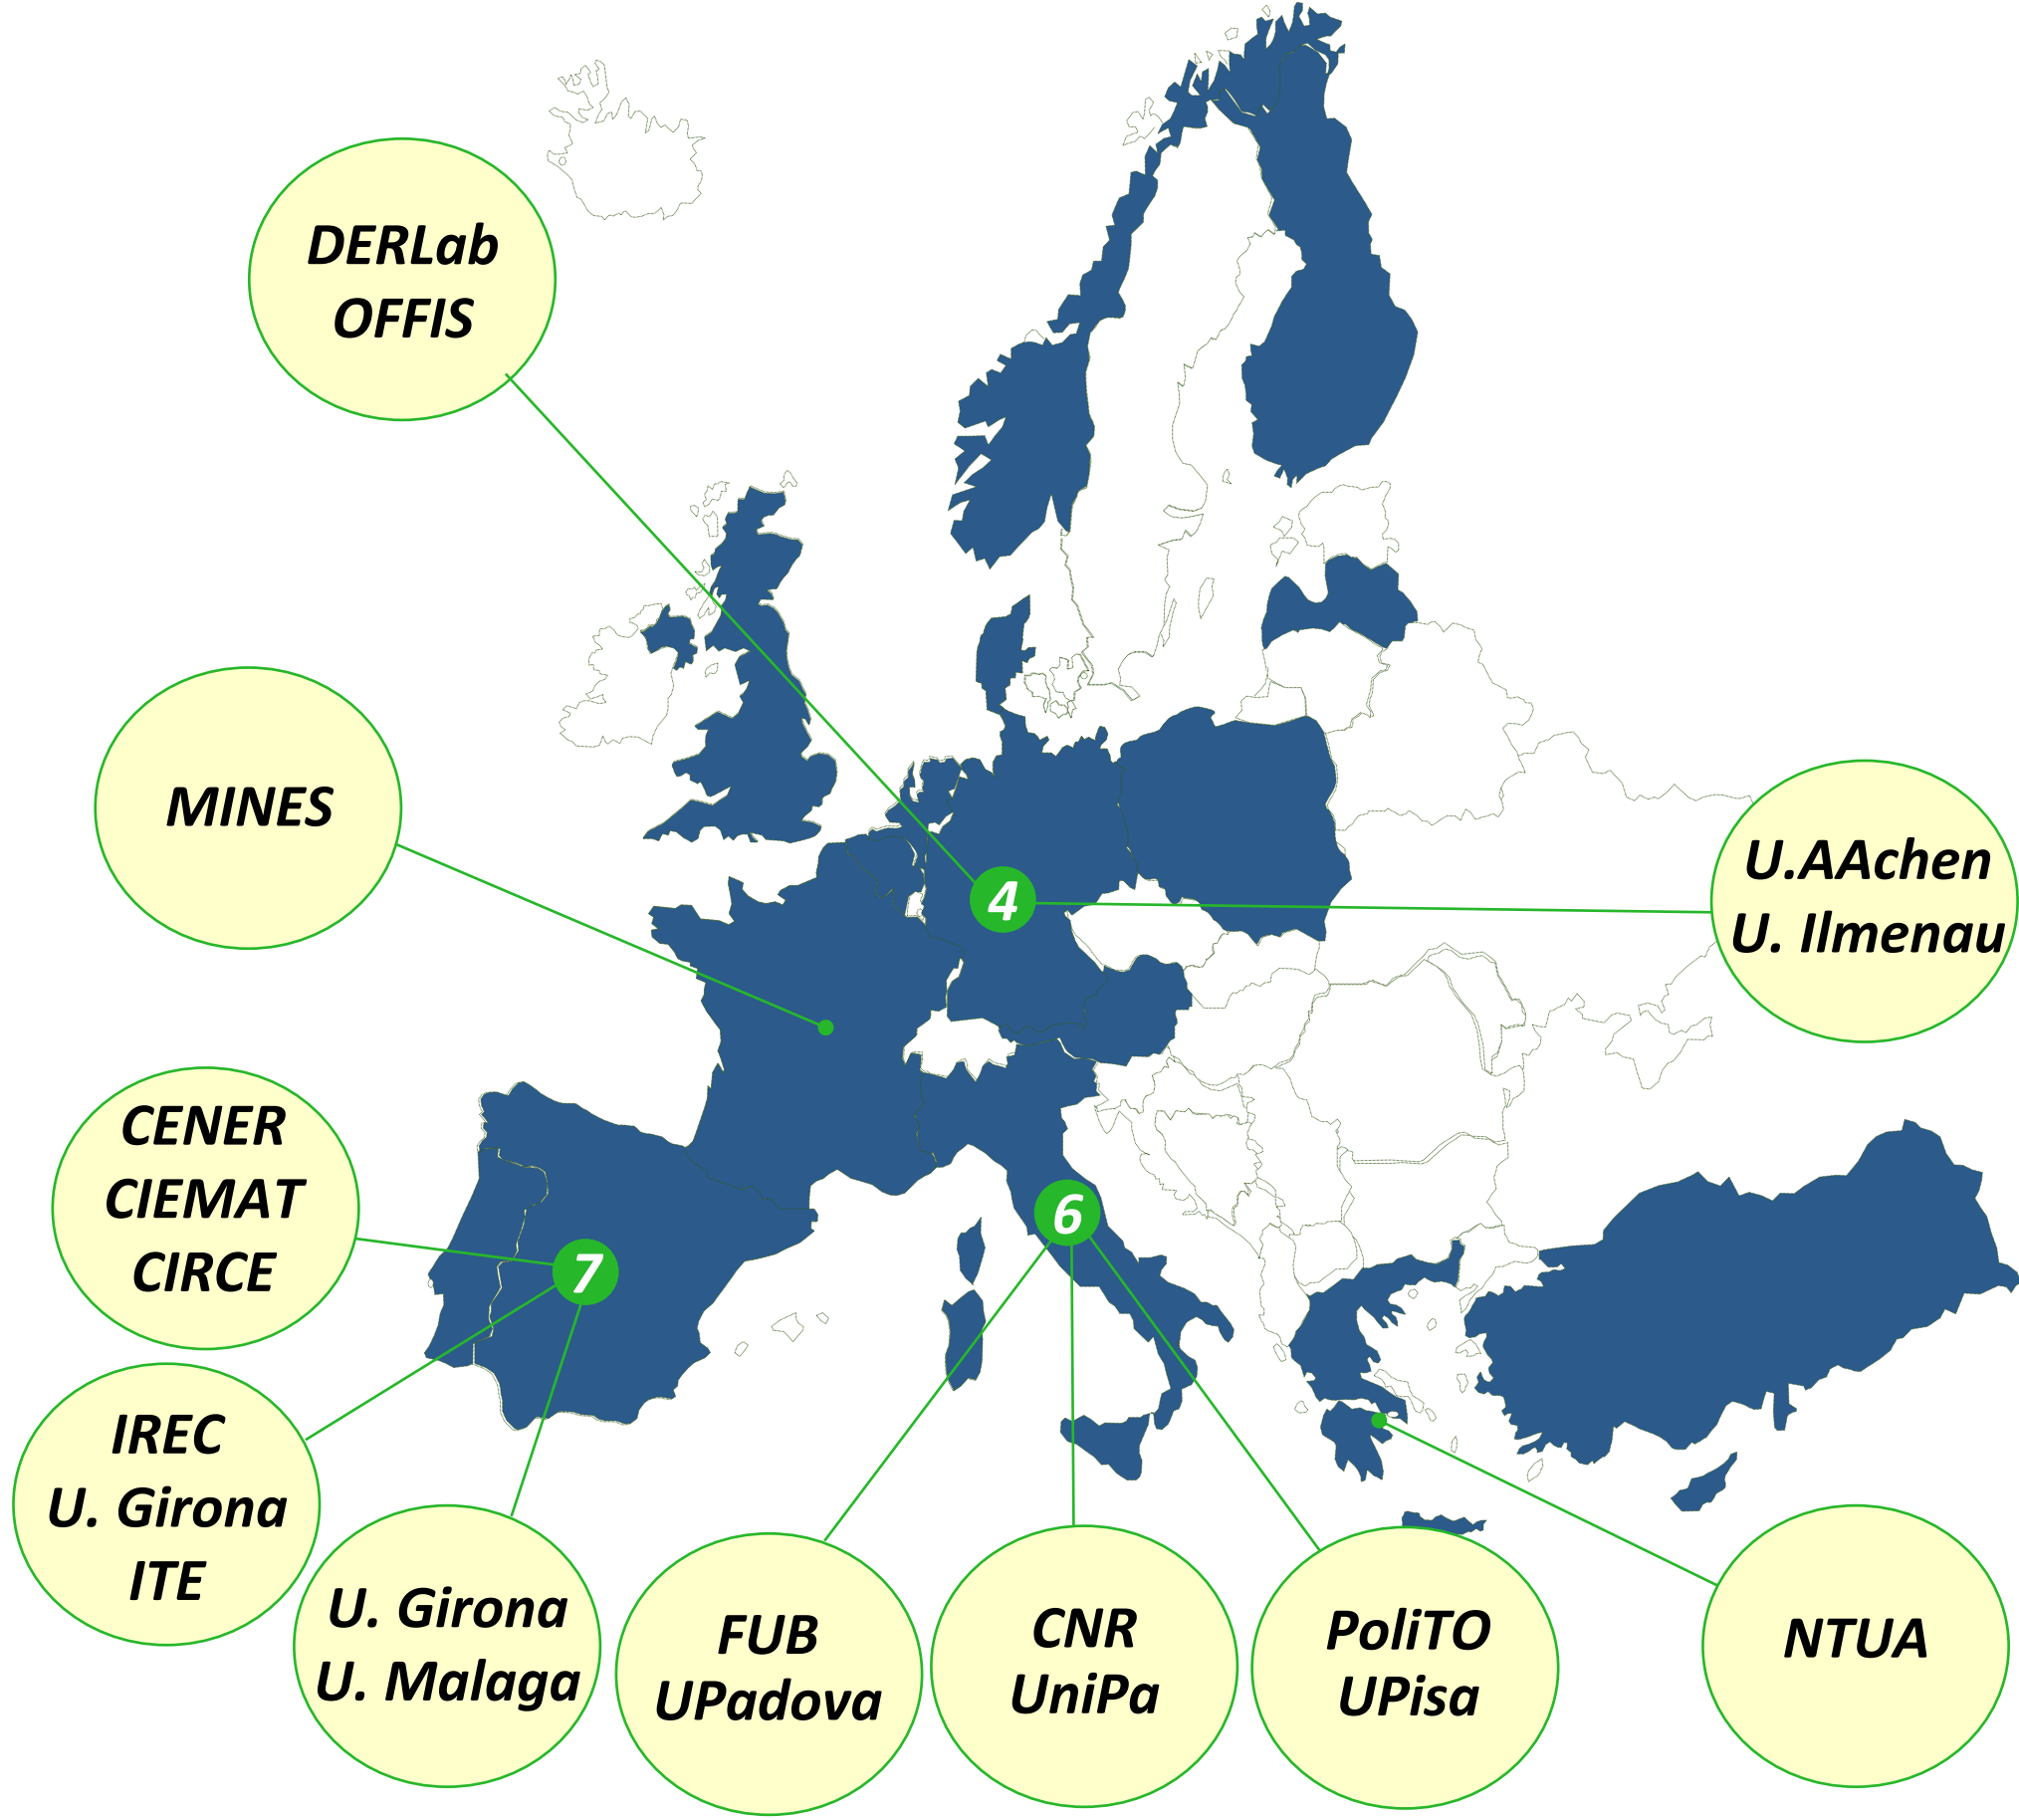 DERLab
OFFIS
MINES
4
U.AAchen
U. Ilmenau
CENER
CIEMAT
CIRCE
7
6
IREC
U. Girona
ITE
U. Girona
U. Malaga
FUB
UPadova
CNR
UniPa
PoliTO
UPisa
NTUA